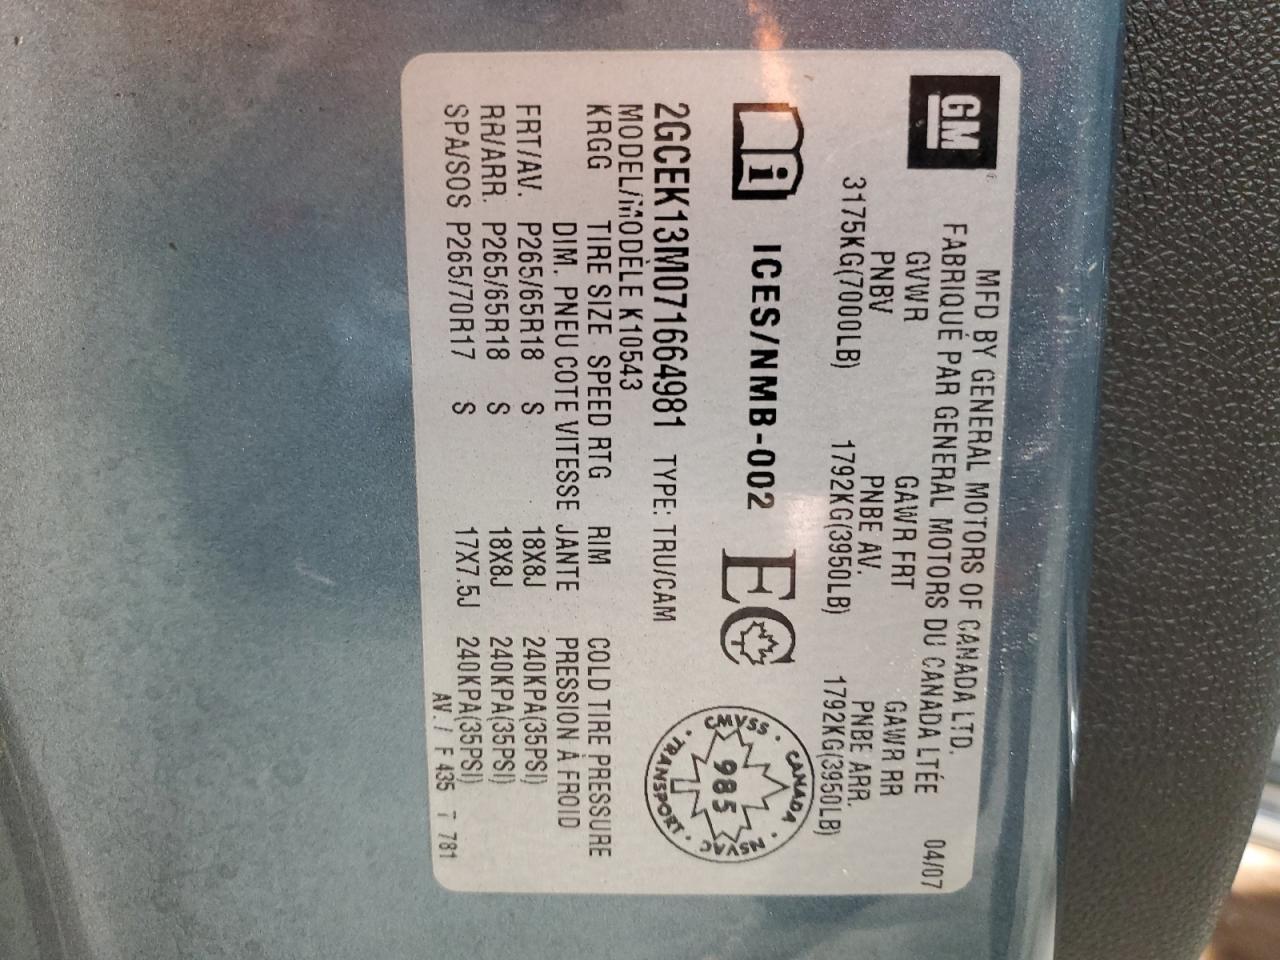 GM
MFD BY GENERAL MOTORS OF CANADA LTD.
FABRIQUÉ PAR GENERAL MOTORS DU CANADA LTÉE 04/07
GVWR GAWR FRT GAWR RR
PNBV PNBE AV. PNBE ARR.
3175KG(7000LB) 1792KG(3950LB) 1792KG(3950LB)
i ICES/NMB-002 EC
CMVSS · CANADA · NSVAC · TRANSPORT ·
985
2GCEK13M071664981 TYPE: TRU/CAM
MODEL/MODÈLE K10543
KRGG TIRE SIZE SPEED RTG RIM COLD TIRE PRESSURE
DIM. PNEU COTE VITESSE JANTE PRESSION À FROID
FRT/AV. P265/65R18 S 18X8J 240KPA(35PSI)
RR/ARR. P265/65R18 S 18X8J 240KPA(35PSI)
SPA/SOS P265/70R17 S 17X7.5J 240KPA(35PSI)
AV./ F 435 T 781